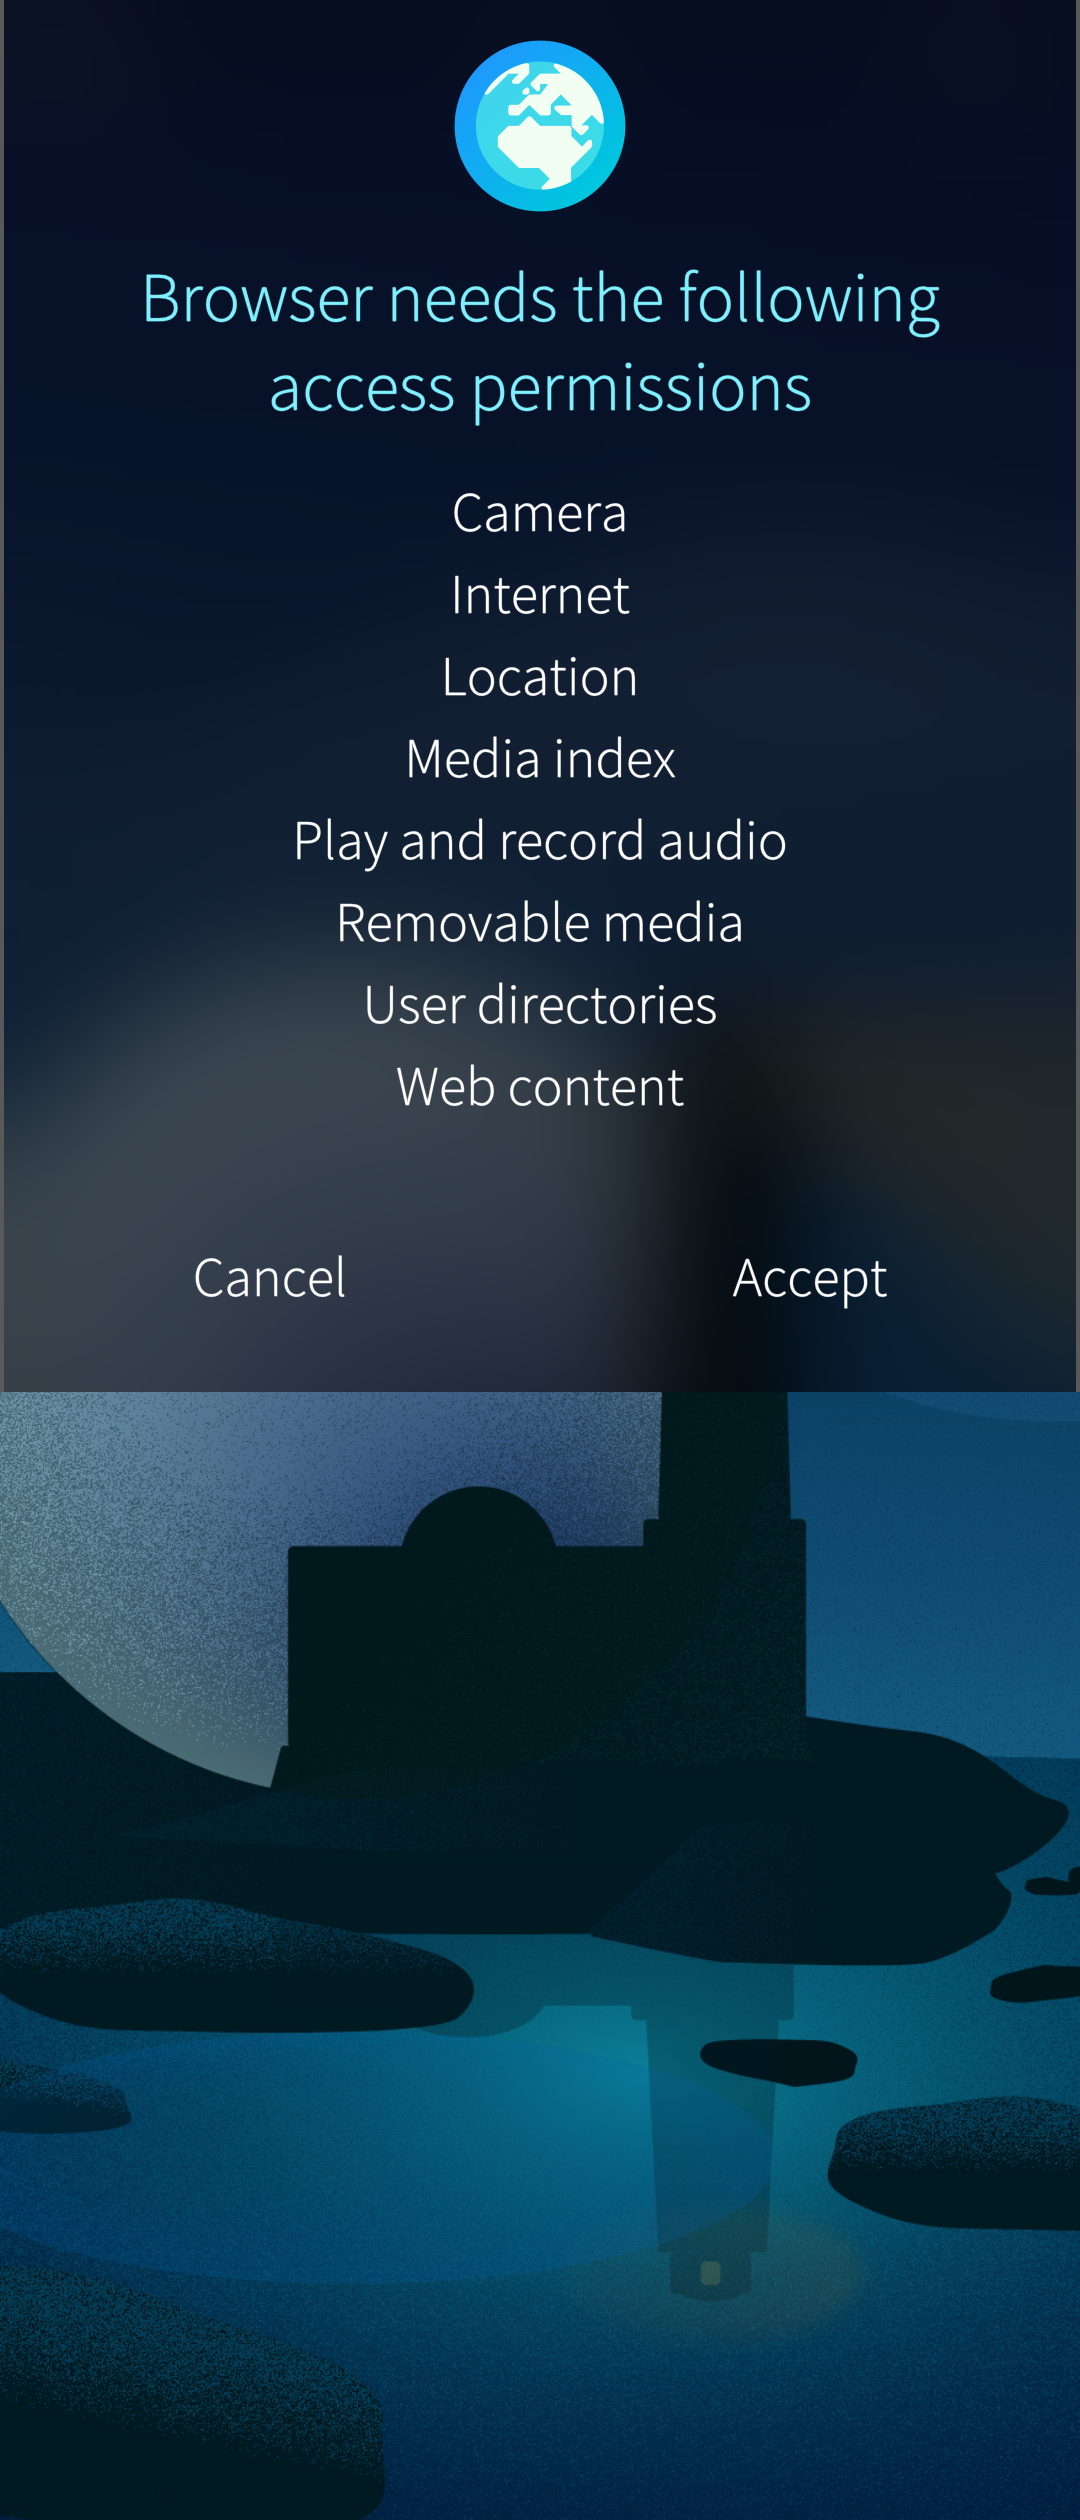 Browser needs the following
access permissions
Camera
Internet
Location
Media index
Play and record audio
Removable media
User directories
Web content
Cancel
Accept